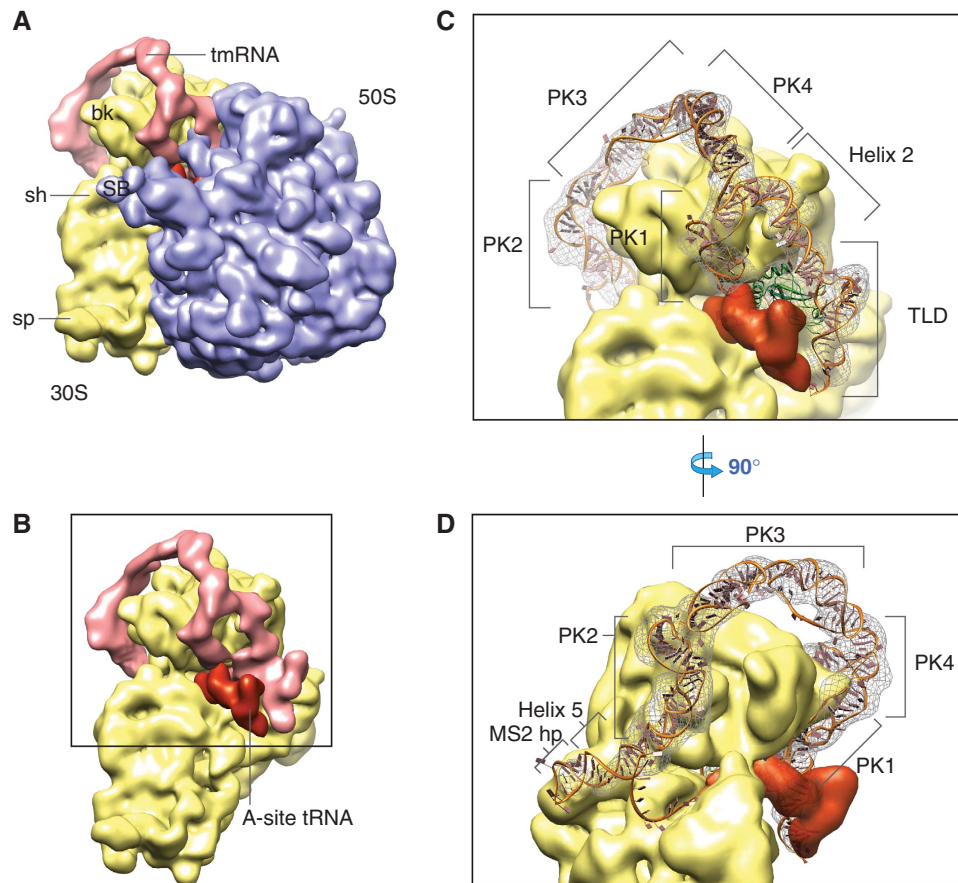 A
tmRNA
bk
50S
sh
SB
sp
30S
B
A-site tRNA
C
PK3
PK4
Helix 2
PK2
PK1
TLD
90°
D
PK3
PK2
PK4
Helix 5
MS2 hp
PK1